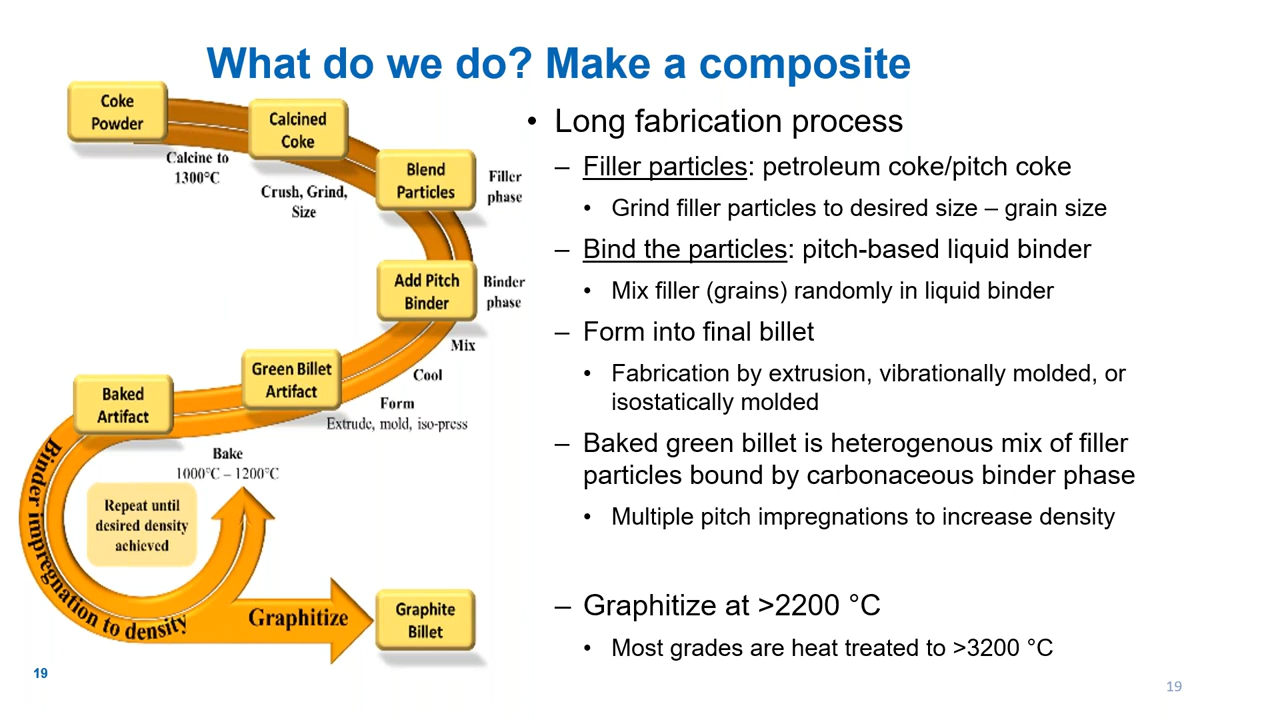 What do we do? Make a composite
Coke
Powder
Calcine to
1300°C
Calcined
Coke
Crush, Grind,
Size
Blend
Particles
Filler
phase
Add Pitch
Binder
Binder
phase
Mix
Cool
Form
Extrude, mold, iso-press
Green Billet
Artifact
Baked
Artifact
Bake
1000°C – 1200°C
Binder impregnation to density
Repeat until
desired density
achieved
Graphitize
Graphite
Billet
• Long fabrication process
– Filler particles: petroleum coke/pitch coke
• Grind filler particles to desired size – grain size
– Bind the particles: pitch-based liquid binder
• Mix filler (grains) randomly in liquid binder
– Form into final billet
• Fabrication by extrusion, vibrationally molded, or
isostatically molded
– Baked green billet is heterogenous mix of filler
particles bound by carbonaceous binder phase
• Multiple pitch impregnations to increase density
– Graphitize at >2200 °C
• Most grades are heat treated to >3200 °C
19
19